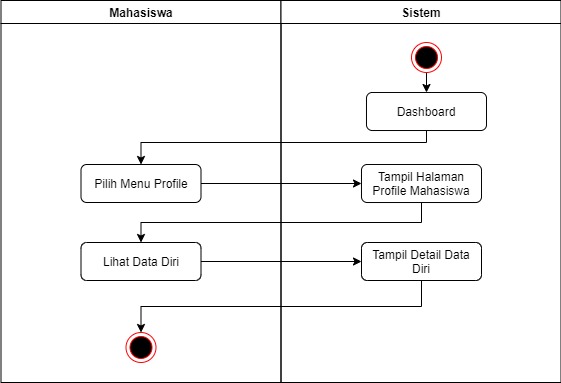 Mahasiswa
Sistem
Dashboard
Pilih Menu Profile
Tampil Halaman
Profile Mahasiswa
Lihat Data Diri
Tampil Detail Data
Diri